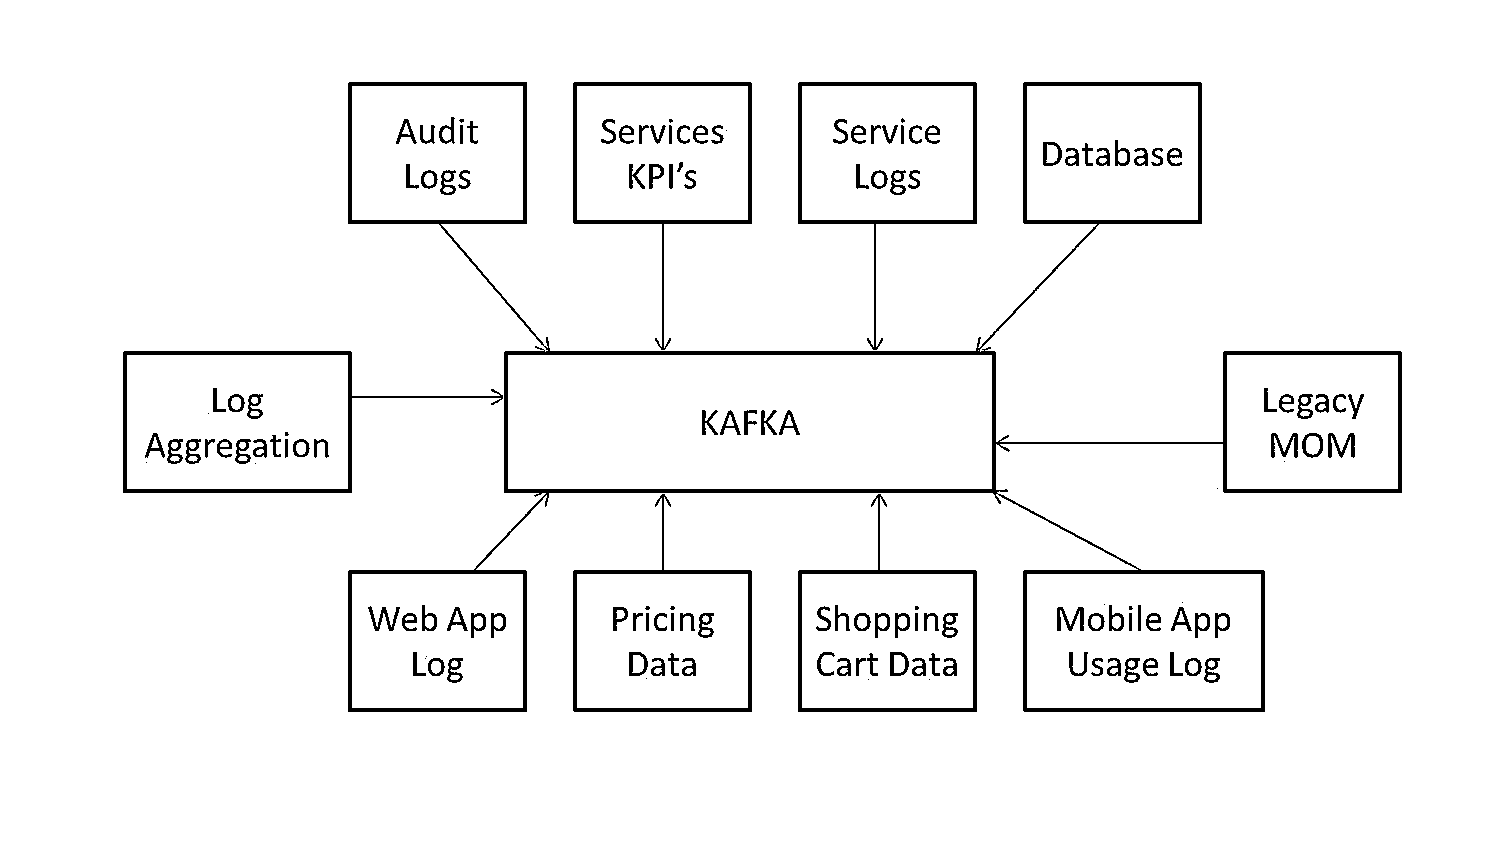 Audit
Logs
Services
KPI’s
Service
Logs
Database
Log
Aggregation
KAFKA
Legacy
MOM
Web App
Log
Pricing
Data
Shopping
Cart Data
Mobile App
Usage Log